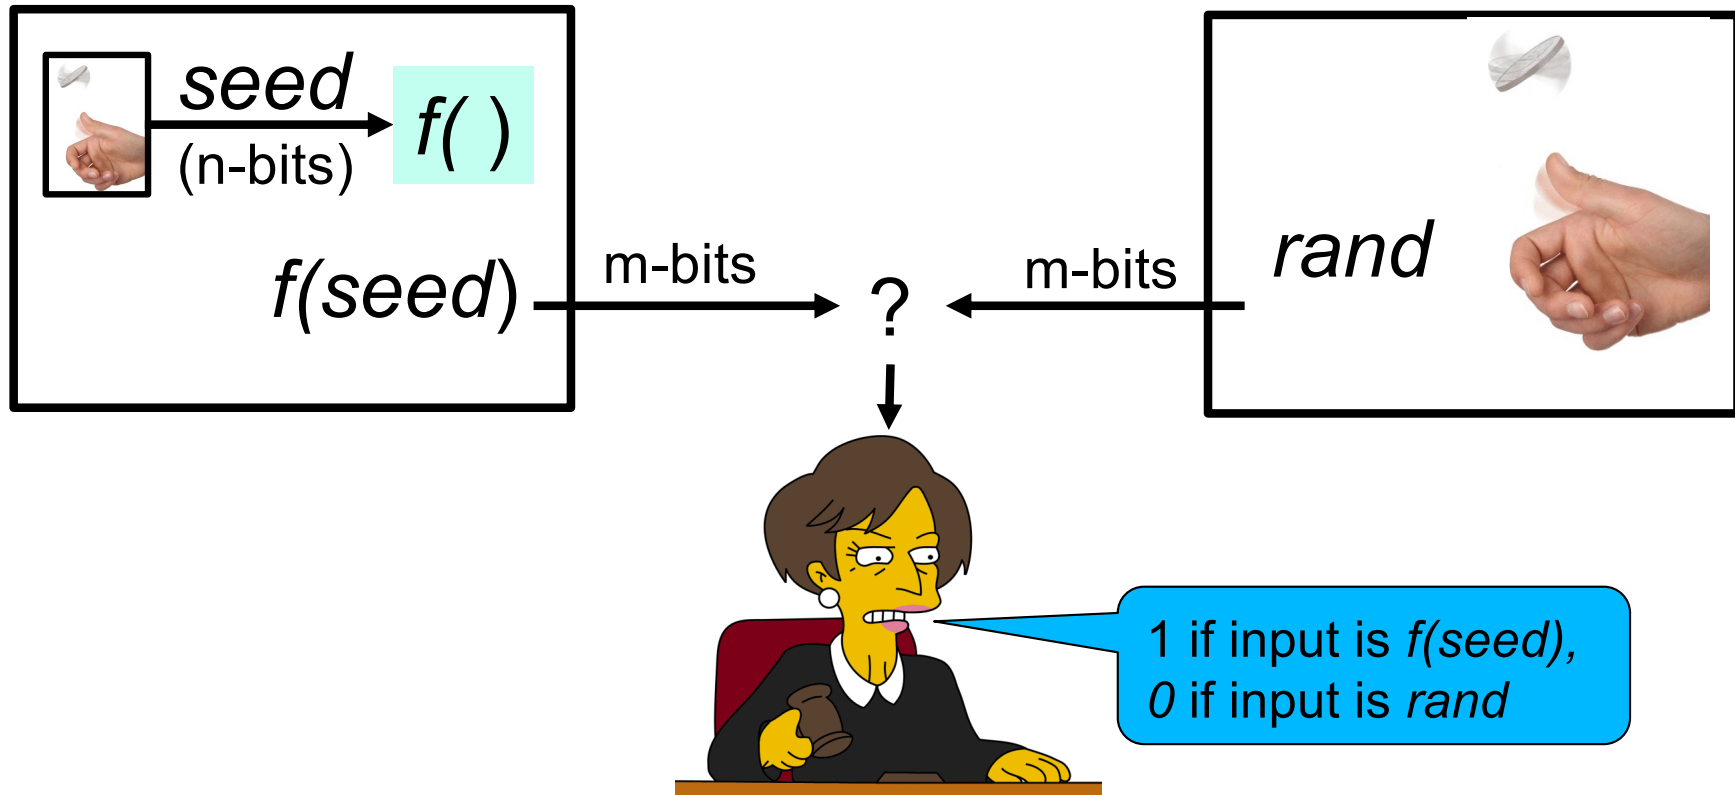 seed
(n-bits)
f( )
f(seed)
m-bits
?
m-bits
rand
1 if input is f(seed),
0 if input is rand